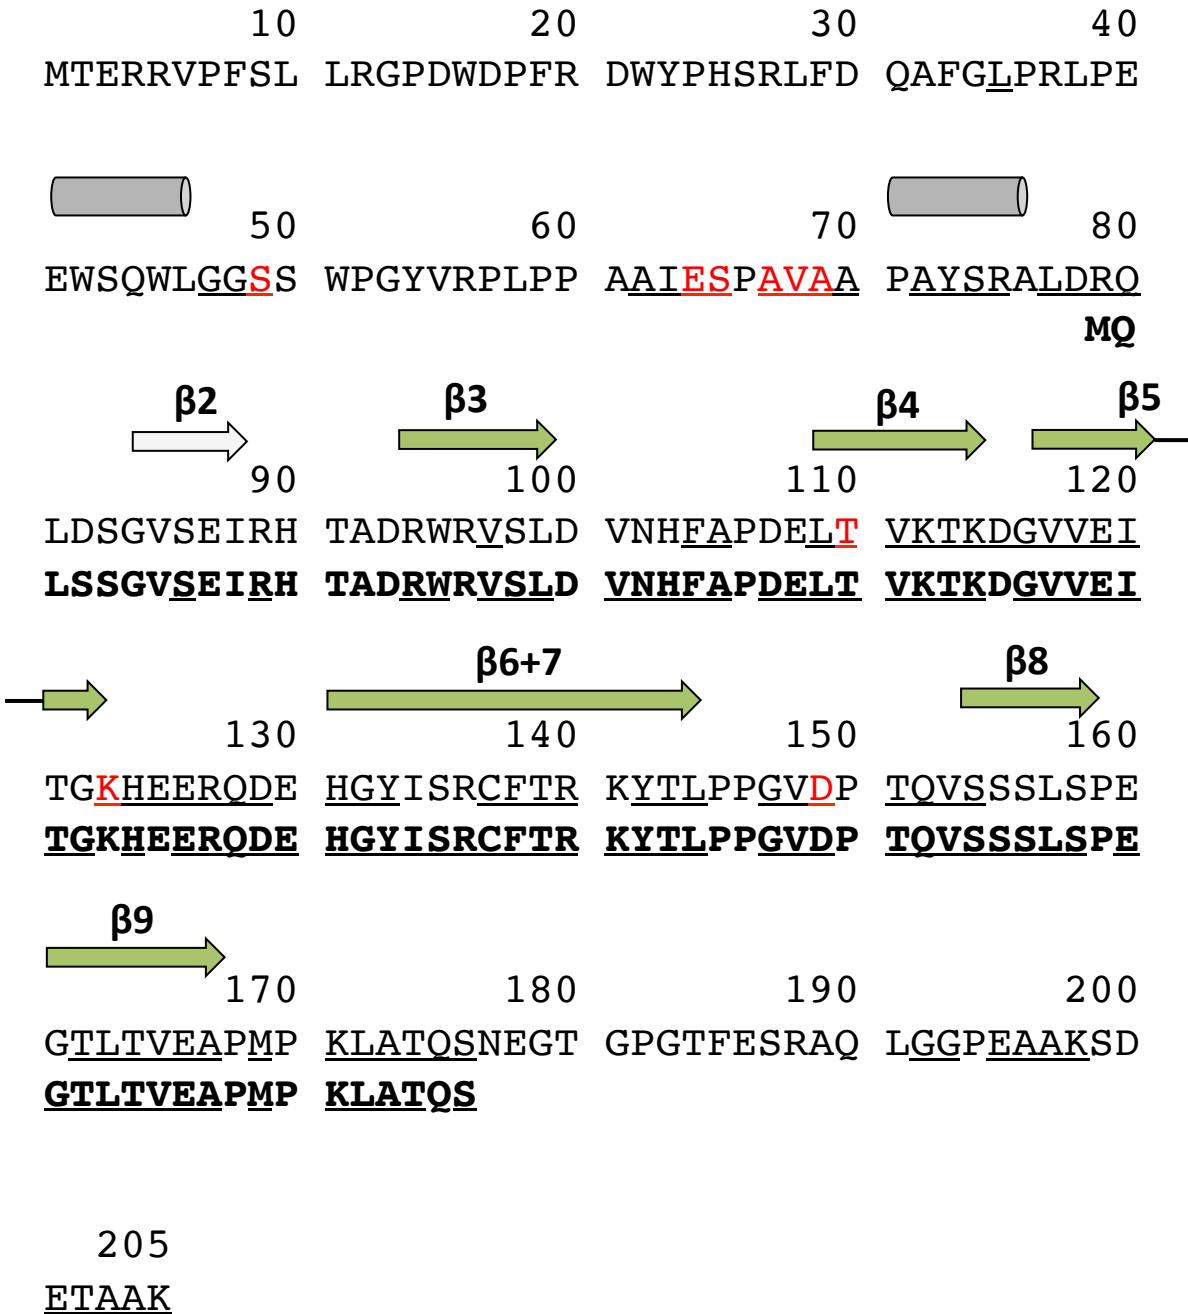 10 20 30 40
MTERRVPFSL LRGPDWDPFR DWYPHSRLFD QAFGLPRLPE
50 60 70 80
EWSQWLGGSS WPGYVRPLPP AAIESPAVAA PAYSRALDRQ
MQ
β2 β3 β4 β5
90 100 110 120
LDSGVSEIRH TADRWRVSLD VNHFAPDELT VKTKDGVVEI
LSSGVSEIRH TADRWRVSLD VNHFAPDELT VKTKDGVVEI
β6+7 β8
130 140 150 160
TGKHEERQDE HGYISRCFTR KYTLPPGVDP TQVSSSLSPE
TGKHEERQDE HGYISRCFTR KYTLPPGVDP TQVSSSLSPE
β9
170 180 190 200
GTLTVEAPMP KLATQSNEGT GPGTFESRAQ LGGPEAAKSD
GTLTVEAPMP KLATQS
205
ETAAK